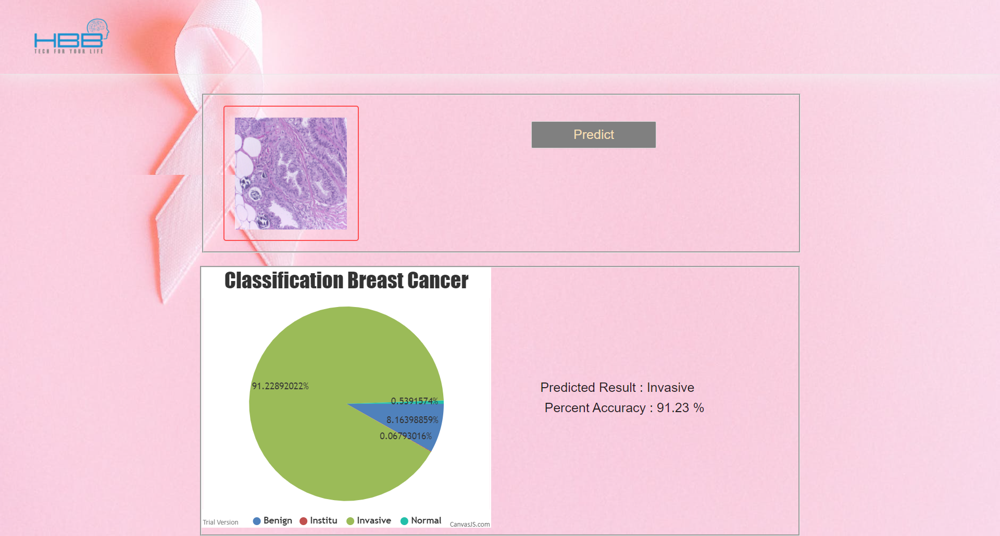 HBB
TECH FOR YOUR LIFE
Predict
Classification Breast Cancer
91.22892022%
0.5391574%
8.16398859%
0.06793016%
Predicted Result : Invasive
Percent Accuracy : 91.23 %
Benign Institu Invasive Normal
Trial Version
CanvasJS.com